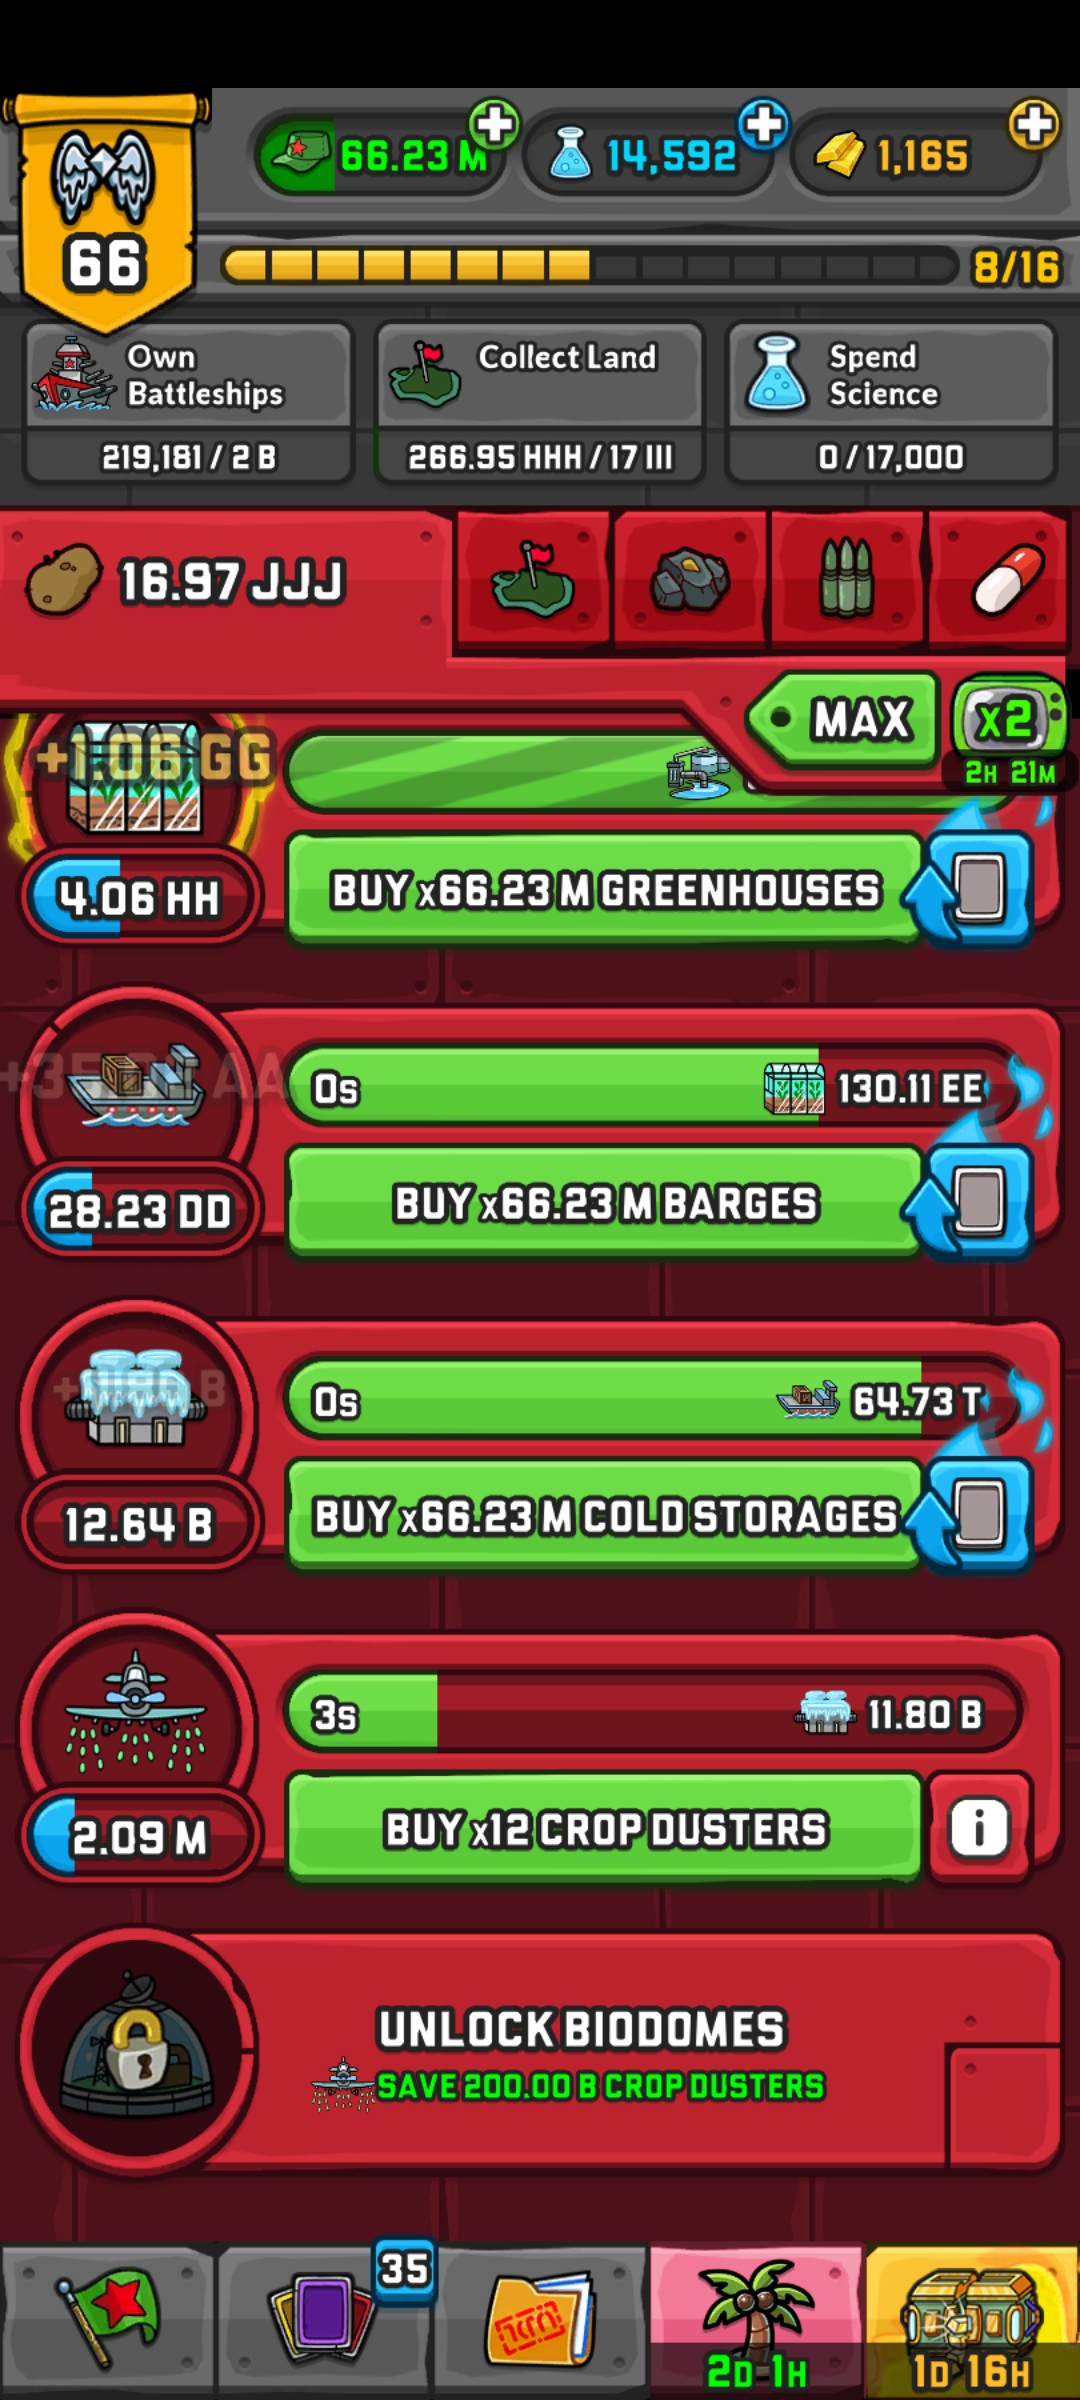 66.23 M
14,592
1,165
66
8/16
Own
Battleships
219,181 / 2 B
Collect Land
266.95 HHH / 17 III
Spend
Science
0 / 17,000
16.97 JJJ
MAX
x2
2H 21M
+1.06 GG
4.06 HH
BUY x66.23 M GREENHOUSES
0s
130.11 EE
28.23 DD
BUY x66.23 M BARGES
0s
64.73 T
12.64 B
BUY x66.23 M COLD STORAGES
3s
11.80 B
2.09 M
BUY x12 CROP DUSTERS
i
UNLOCK BIODOMES
SAVE 200.00 B CROP DUSTERS
35
2D 1H
1D 16H